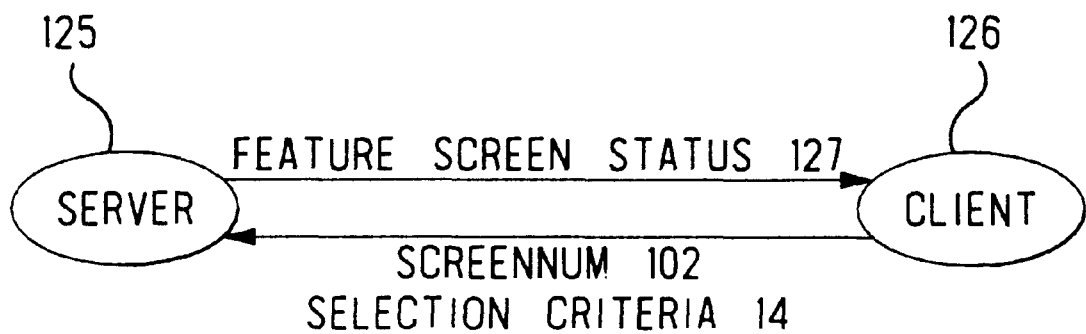 125
126
FEATURE SCREEN STATUS 127
SERVER
CLIENT
SCREENNUM 102
SELECTION CRITERIA 14